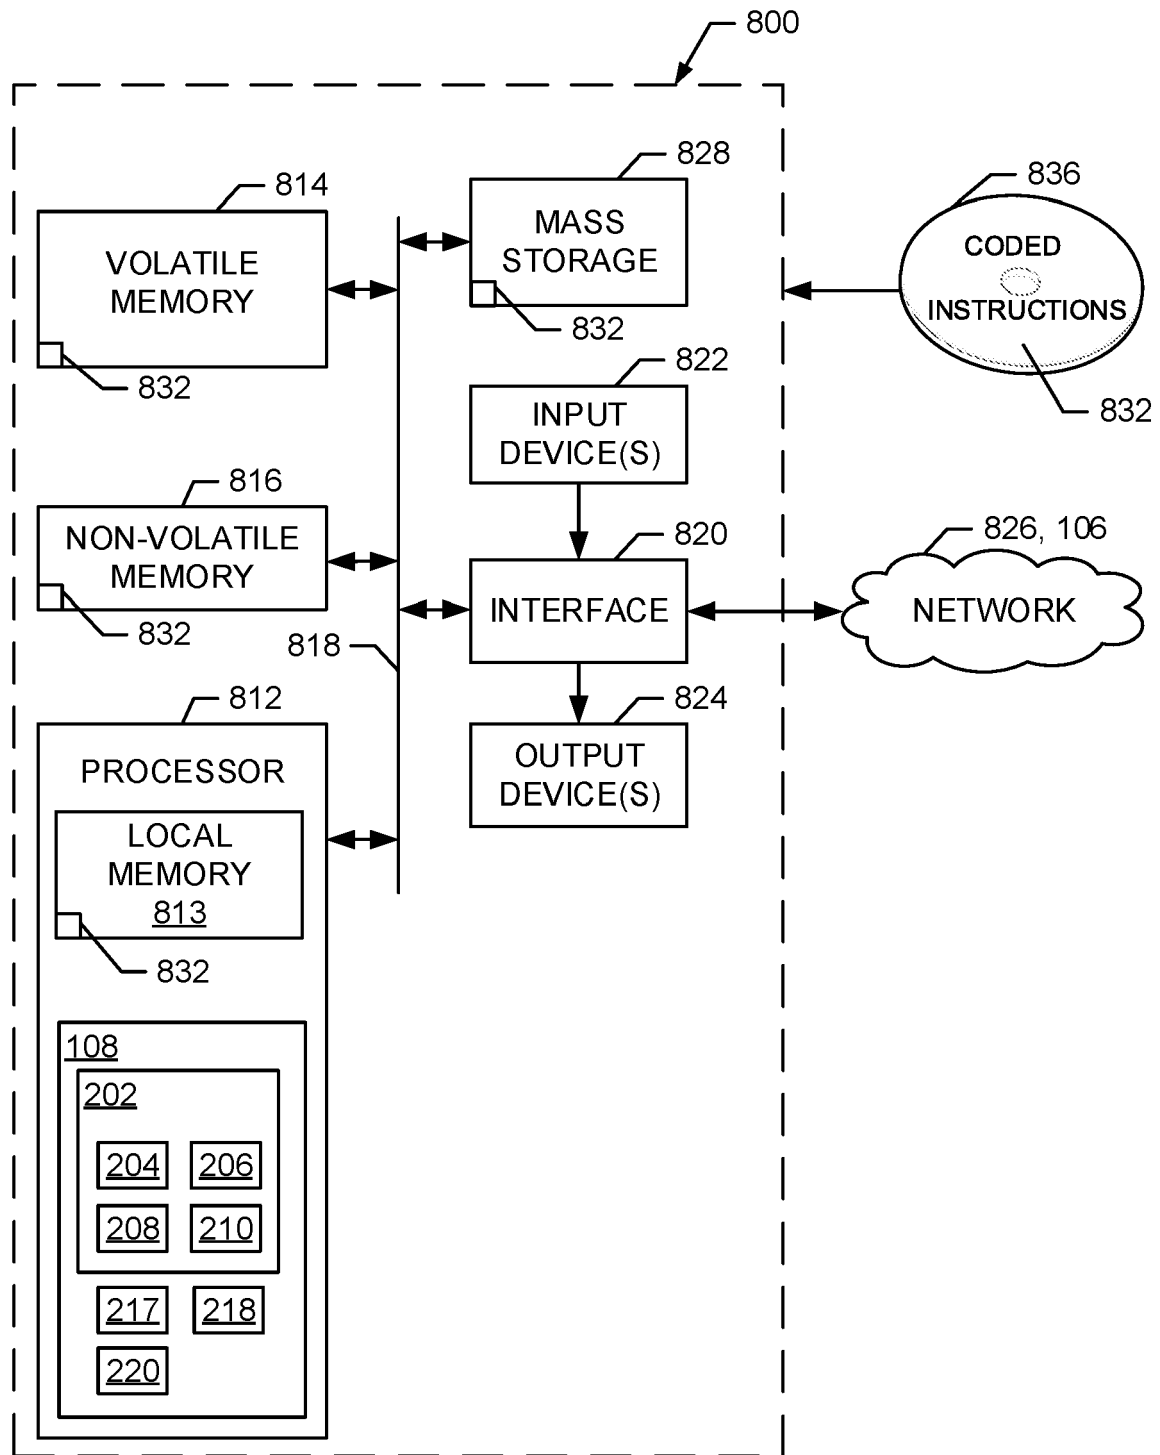 800
814
VOLATILE
MEMORY
832
828
MASS
STORAGE
832
836
CODED
INSTRUCTIONS
832
822
INPUT
DEVICE(S)
816
NON-VOLATILE
MEMORY
832
818
820
INTERFACE
826, 106
NETWORK
824
OUTPUT
DEVICE(S)
812
PROCESSOR
LOCAL
MEMORY
813
832
108
202
204 206
208 210
217 218
220